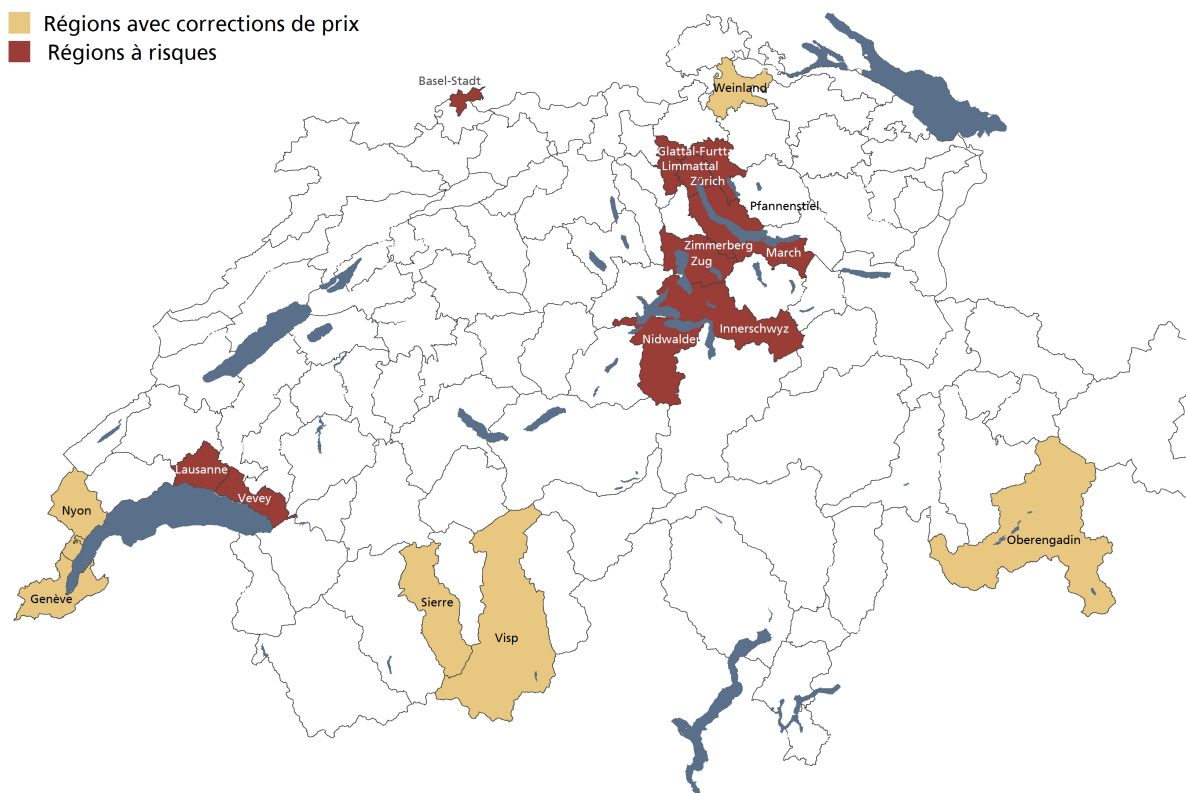 Régions avec corrections de prix
Régions à risques
Basel-Stadt
Weinland
Glattal-Furtta
Limmattal
Zürich
Pfannenstiel
Zimmerberg
March
Zug
Innerschwyz
Nidwalden
Lausanne
Vevey
Nyon
Oberengadin
Genève
Sierre
Visp